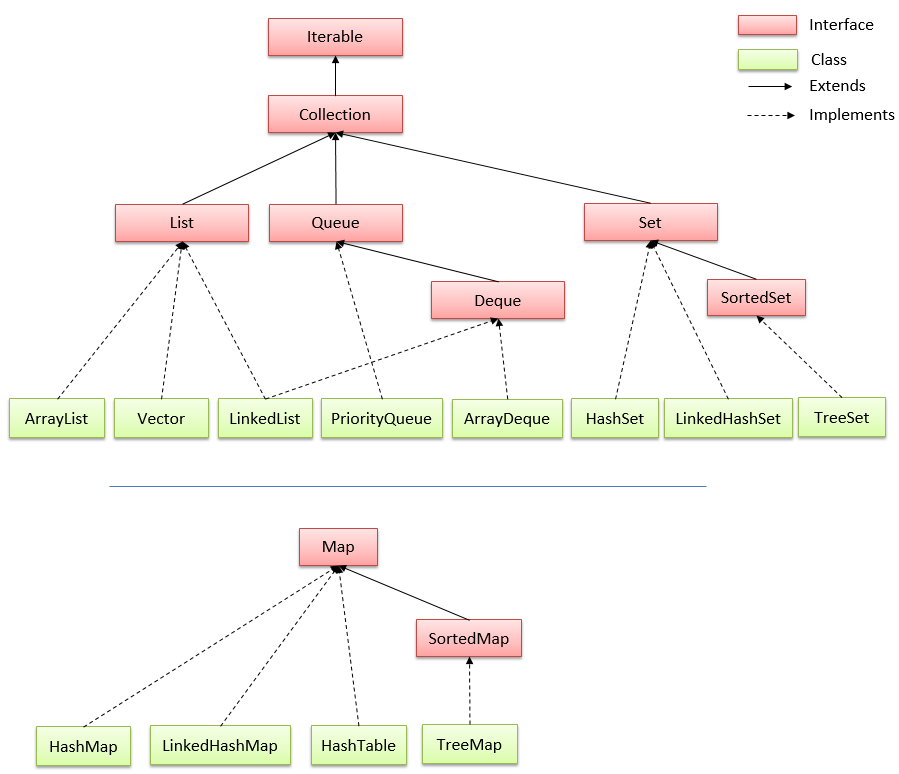 Iterable
Interface
Class
Extends
Implements
Collection
List
Queue
Set
Deque
SortedSet
ArrayList
Vector
LinkedList
PriorityQueue
ArrayDeque
HashSet
LinkedHashSet
TreeSet
Map
SortedMap
HashMap
LinkedHashMap
HashTable
TreeMap